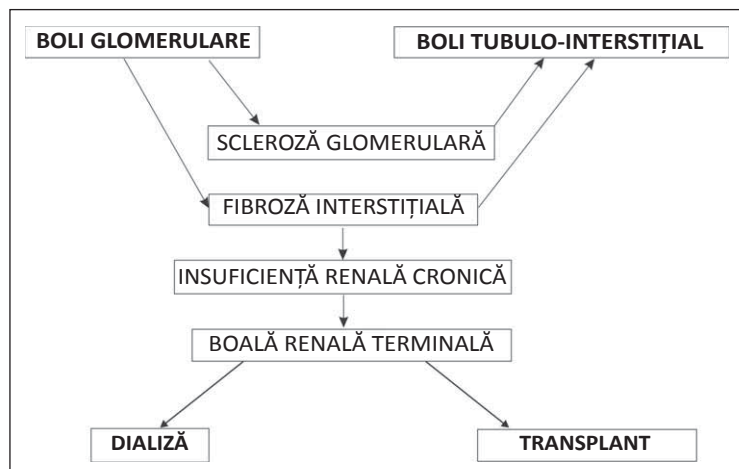 BOLI GLOMERULARE
BOLI TUBULO-INTERSTIȚIAL
SCLEROZĂ GLOMERULARĂ
FIBROZĂ INTERSTIȚIALĂ
INSUFICIENȚĂ RENALĂ CRONICĂ
BOALĂ RENALĂ TERMINALĂ
DIALIZĂ
TRANSPLANT